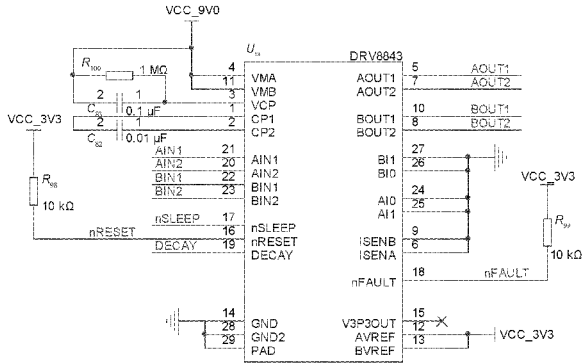 VCC_9V0
DRV8843
R100 1 MΩ
2 1
0.1 μF
2 1
C82 0.01 μF
VCC_3V3
R98
10 kΩ
4 VMA
11 VMB
3 VCP
1 CP1
2 CP2
AIN1 21 AIN1
AIN2 20 AIN2
BIN1 22 BIN1
BIN2 23 BIN2
nSLEEP 17 nSLEEP
nRESET 16 nRESET
DECAY 19 DECAY
14 GND
28 GND2
29 PAD
AOUT1 5 AOUT1
AOUT2 7 AOUT2
BOUT1 10 BOUT1
BOUT2 8 BOUT2
BI1 27
BI0 26
AI0 24
AI1 25
ISENB 9
ISENA 6
nFAULT 18 nFAULT
VCC_3V3
R99
10 kΩ
V3P3OUT 15
AVREF 12
BVREF 13
VCC_3V3